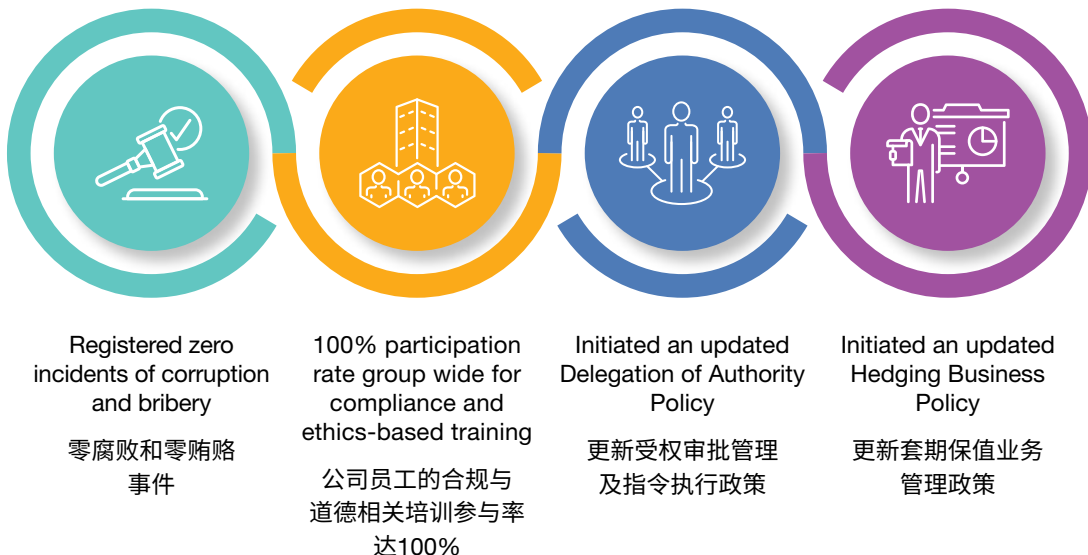 Registered zero
incidents of corruption
and bribery
零腐败和零贿赂
事件
100% participation
rate group wide for
compliance and
ethics-based training
公司员工的合规与
道德相关培训参与率
达100%
Initiated an updated
Delegation of Authority
Policy
更新受权审批管理
及指令执行政策
Initiated an updated
Hedging Business
Policy
更新套期保值业务
管理政策